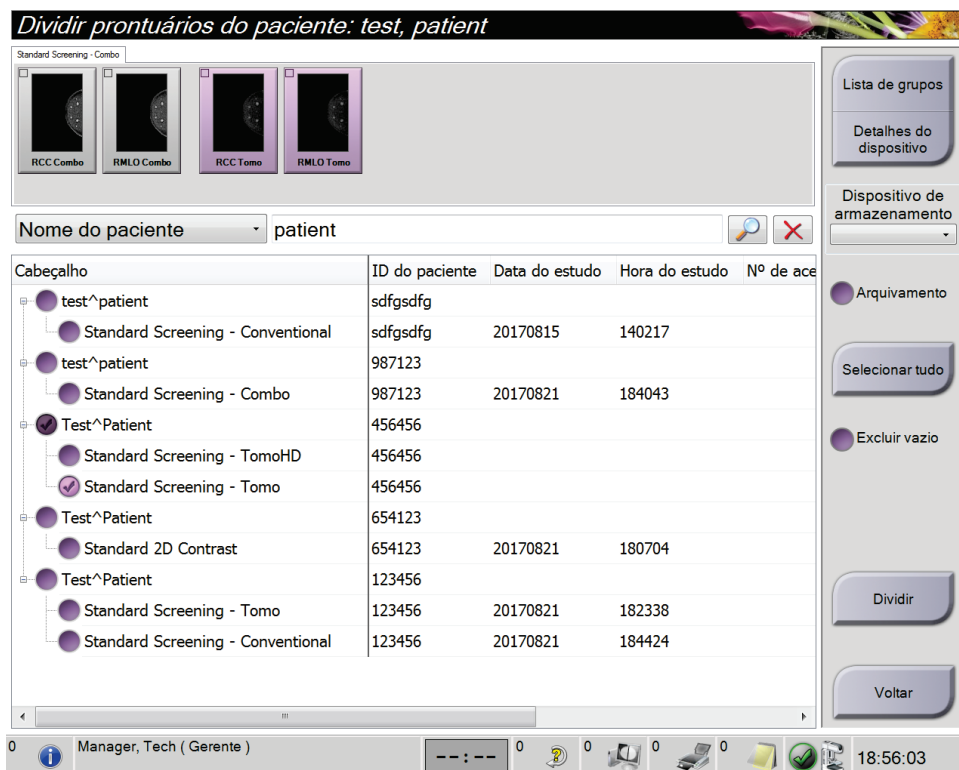 Dividir prontuários do paciente: test, patient
Standard Screening - Combo
RCC Combo RMLO Combo RCC Tomo RMLO Tomo
Lista de grupos
Detalhes do
dispositivo
Dispositivo de
armazenamento
Nome do paciente patient
Cabeçalho ID do paciente Data do estudo Hora do estudo Nº de ace
test^patient sdfgsdfg
Standard Screening - Conventional sdfgsdfg 20170815 140217
test^patient 987123
Standard Screening - Combo 987123 20170821 184043
Test^Patient 456456
Standard Screening - TomoHD 456456
Standard Screening - Tomo 456456
Test^Patient 654123
Standard 2D Contrast 654123 20170821 180704
Test^Patient 123456
Standard Screening - Tomo 123456 20170821 182338
Standard Screening - Conventional 123456 20170821 184424
Arquivamento
Selecionar tudo
Excluir vazio
Dividir
Voltar
0 Manager, Tech ( Gerente ) --:-- 0 0 0 0 18:56:03